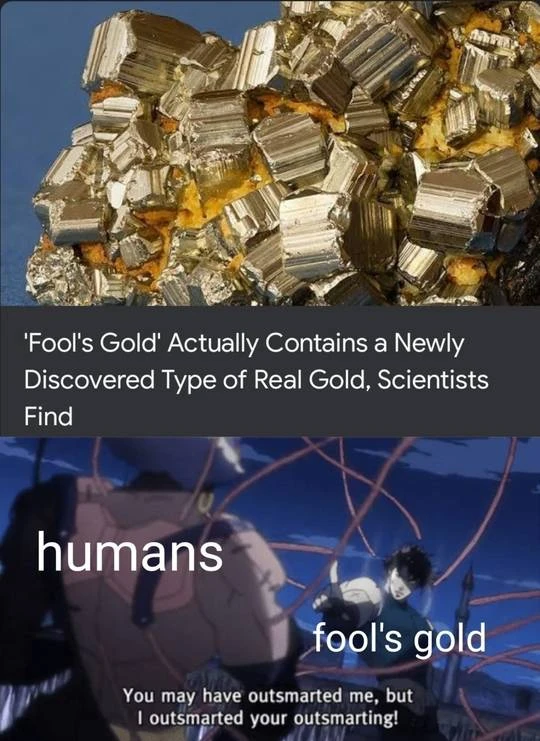 'Fool's Gold' Actually Contains a Newly
Discovered Type of Real Gold, Scientists
Find
humans
fool's gold
You may have outsmarted me, but
I outsmarted your outsmarting!